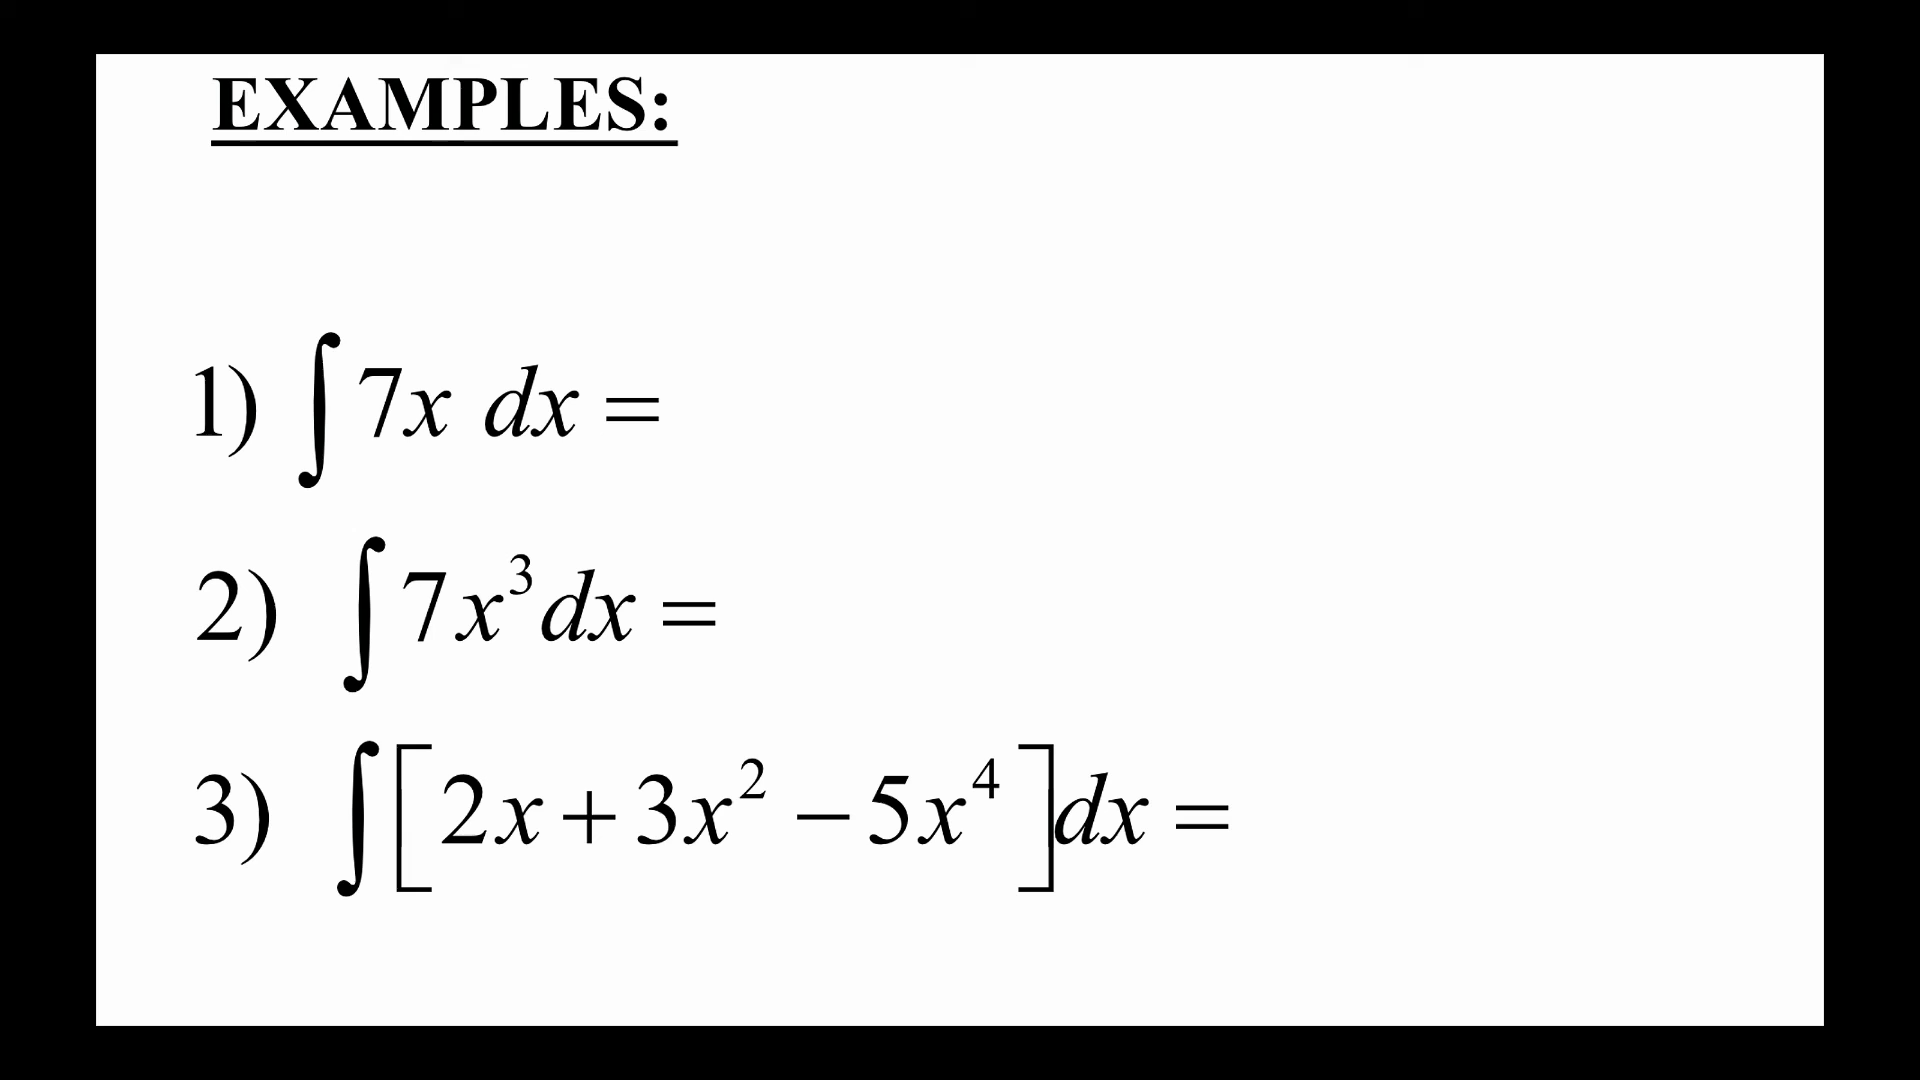 EXAMPLES:
1) ∫ 7x dx =
2) ∫ 7x³dx =
3) ∫ [2x + 3x² − 5x⁴]dx =